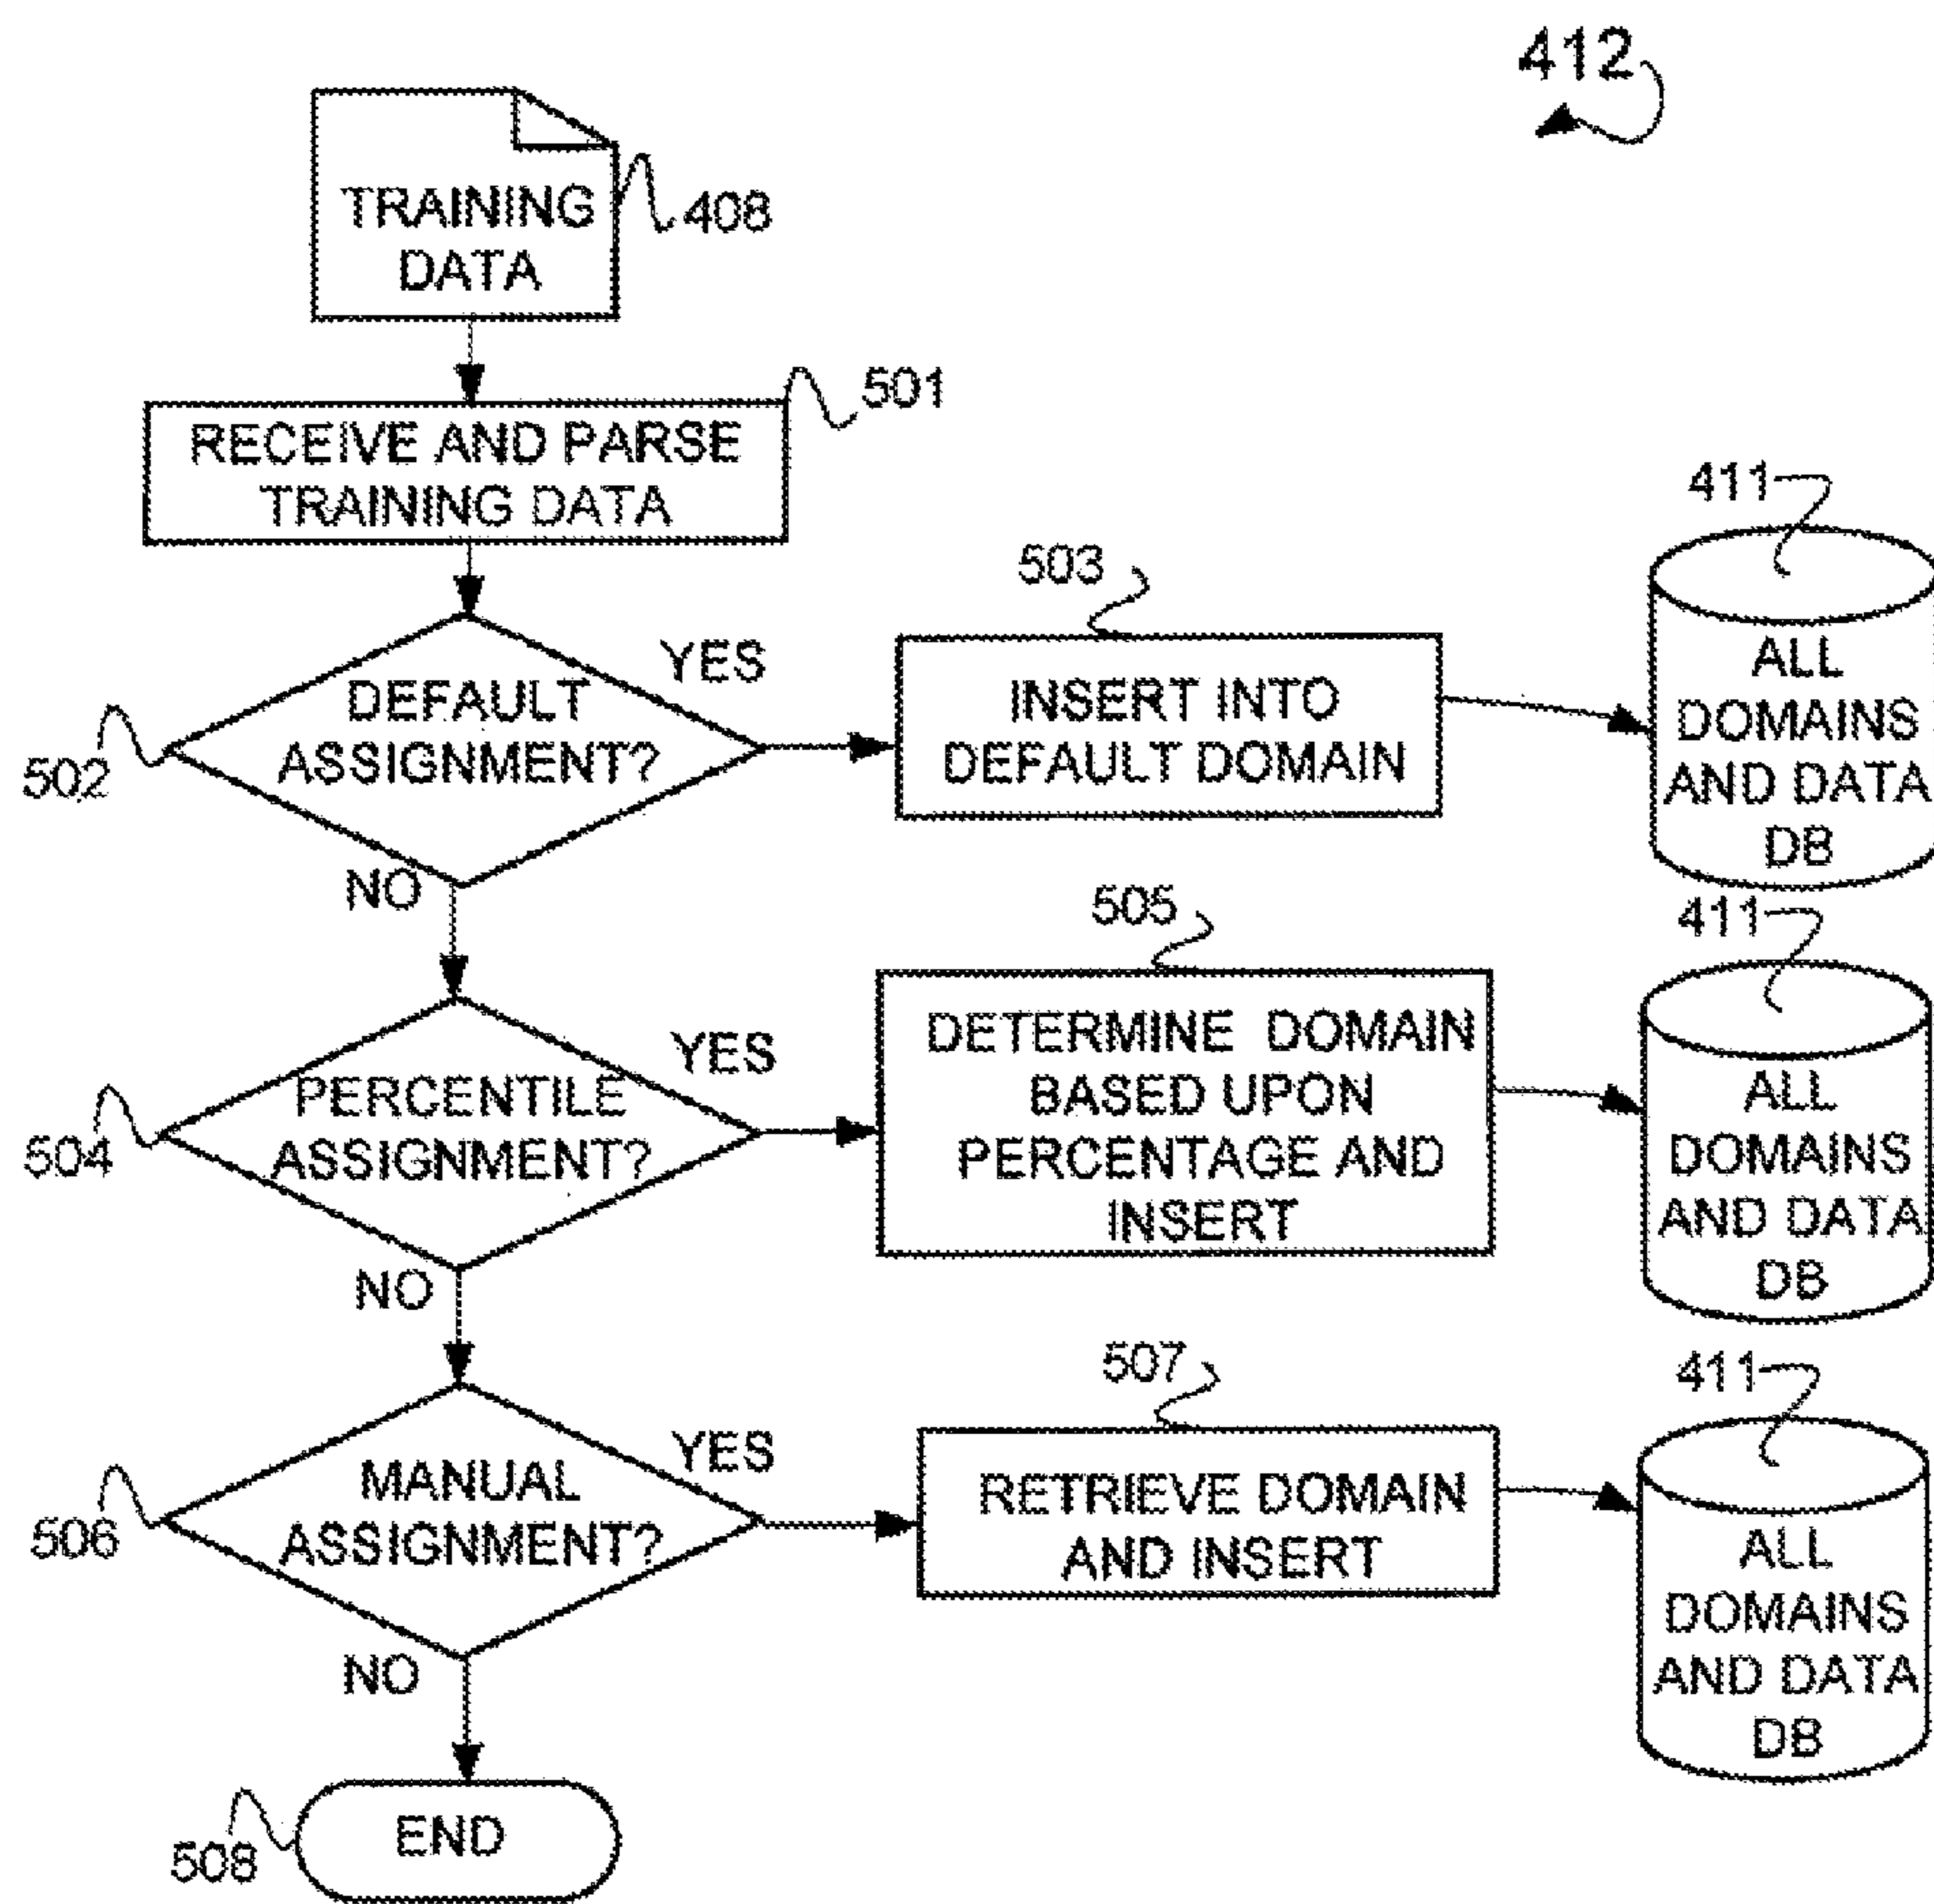 412
TRAINING
DATA
408
RECEIVE AND PARSE
TRAINING DATA
501
DEFAULT
ASSIGNMENT?
502
YES
NO
503
INSERT INTO
DEFAULT DOMAIN
411
ALL
DOMAINS
AND DATA
DB
PERCENTILE
ASSIGNMENT?
504
YES
NO
505
DETERMINE DOMAIN
BASED UPON
PERCENTAGE AND
INSERT
411
ALL
DOMAINS
AND DATA
DB
MANUAL
ASSIGNMENT?
506
YES
NO
507
RETRIEVE DOMAIN
AND INSERT
411
ALL
DOMAINS
AND DATA
DB
END
508